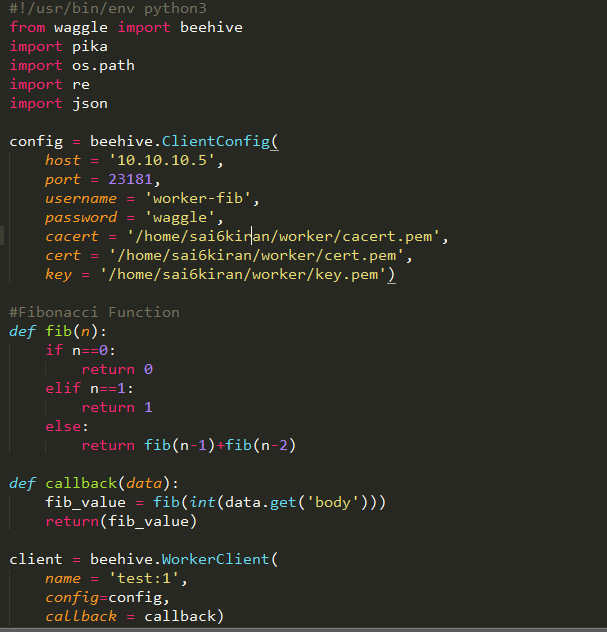 #!/usr/bin/env python3
from waggle import beehive
import pika
import os.path
import re
import json

config = beehive.ClientConfig(
    host = '10.10.10.5',
    port = 23181,
    username = 'worker-fib',
    password = 'waggle',
    cacert = '/home/sai6kiran/worker/cacert.pem',
    cert = '/home/sai6kiran/worker/cert.pem',
    key = '/home/sai6kiran/worker/key.pem')

#Fibonacci Function
def fib(n):
    if n==0:
        return 0
    elif n==1:
        return 1
    else:
        return fib(n-1)+fib(n-2)

def callback(data):
    fib_value = fib(int(data.get('body')))
    return(fib_value)

client = beehive.WorkerClient(
    name = 'test:1',
    config=config,
    callback = callback)